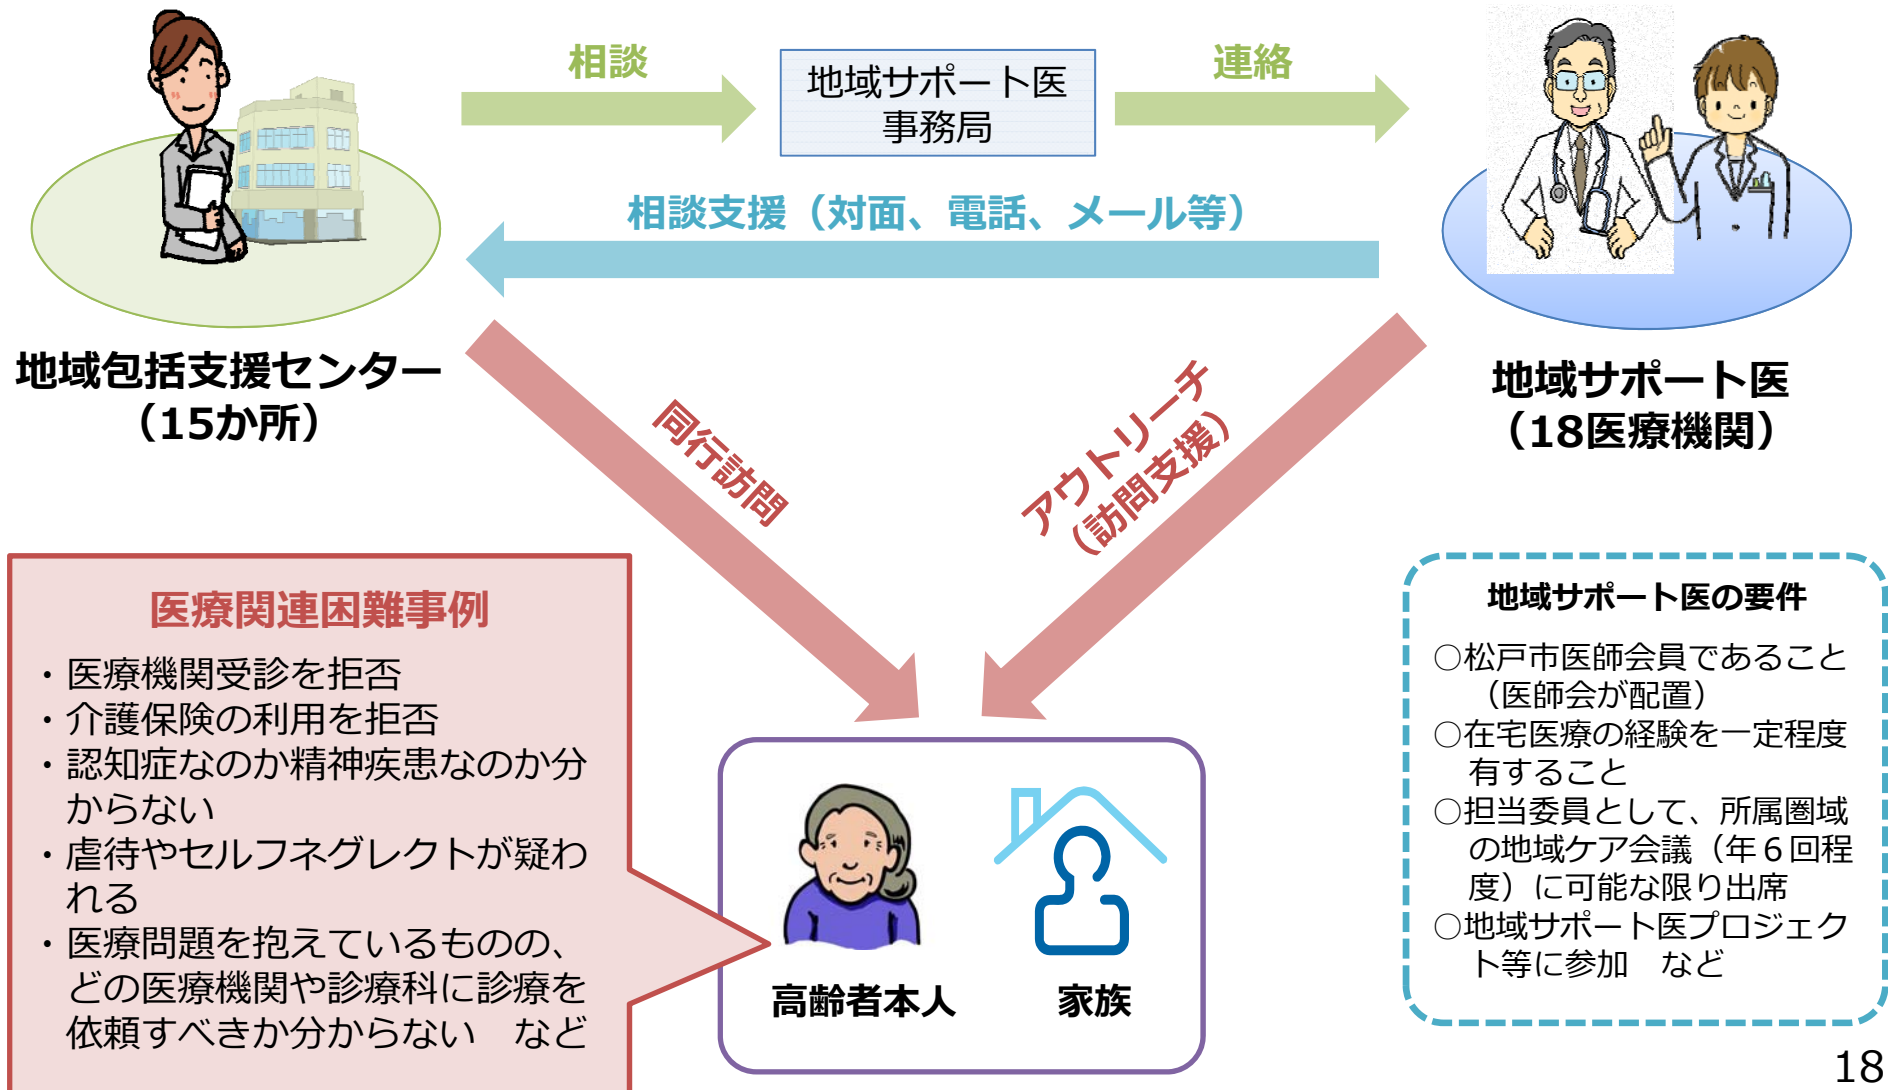 相談
地域サポート医
事務局
連絡
相談支援（対面、電話、メール等）
地域包括支援センター
（15か所）
地域サポート医
（18医療機関）
同行訪問
アウトリーチ
（訪問支援）
医療関連困難事例
・医療機関受診を拒否
・介護保険の利用を拒否
・認知症なのか精神疾患なのか分
からない
・虐待やセルフネグレクトが疑わ
れる
・医療問題を抱えているものの、
どの医療機関や診療科に診療を
依頼すべきか分からない　など
高齢者本人
家族
地域サポート医の要件
○松戸市医師会員であること
（医師会が配置）
○在宅医療の経験を一定程度
有すること
○担当委員として、所属圏域
の地域ケア会議（年６回程
度）に可能な限り出席
○地域サポート医プロジェク
ト等に参加　など
18